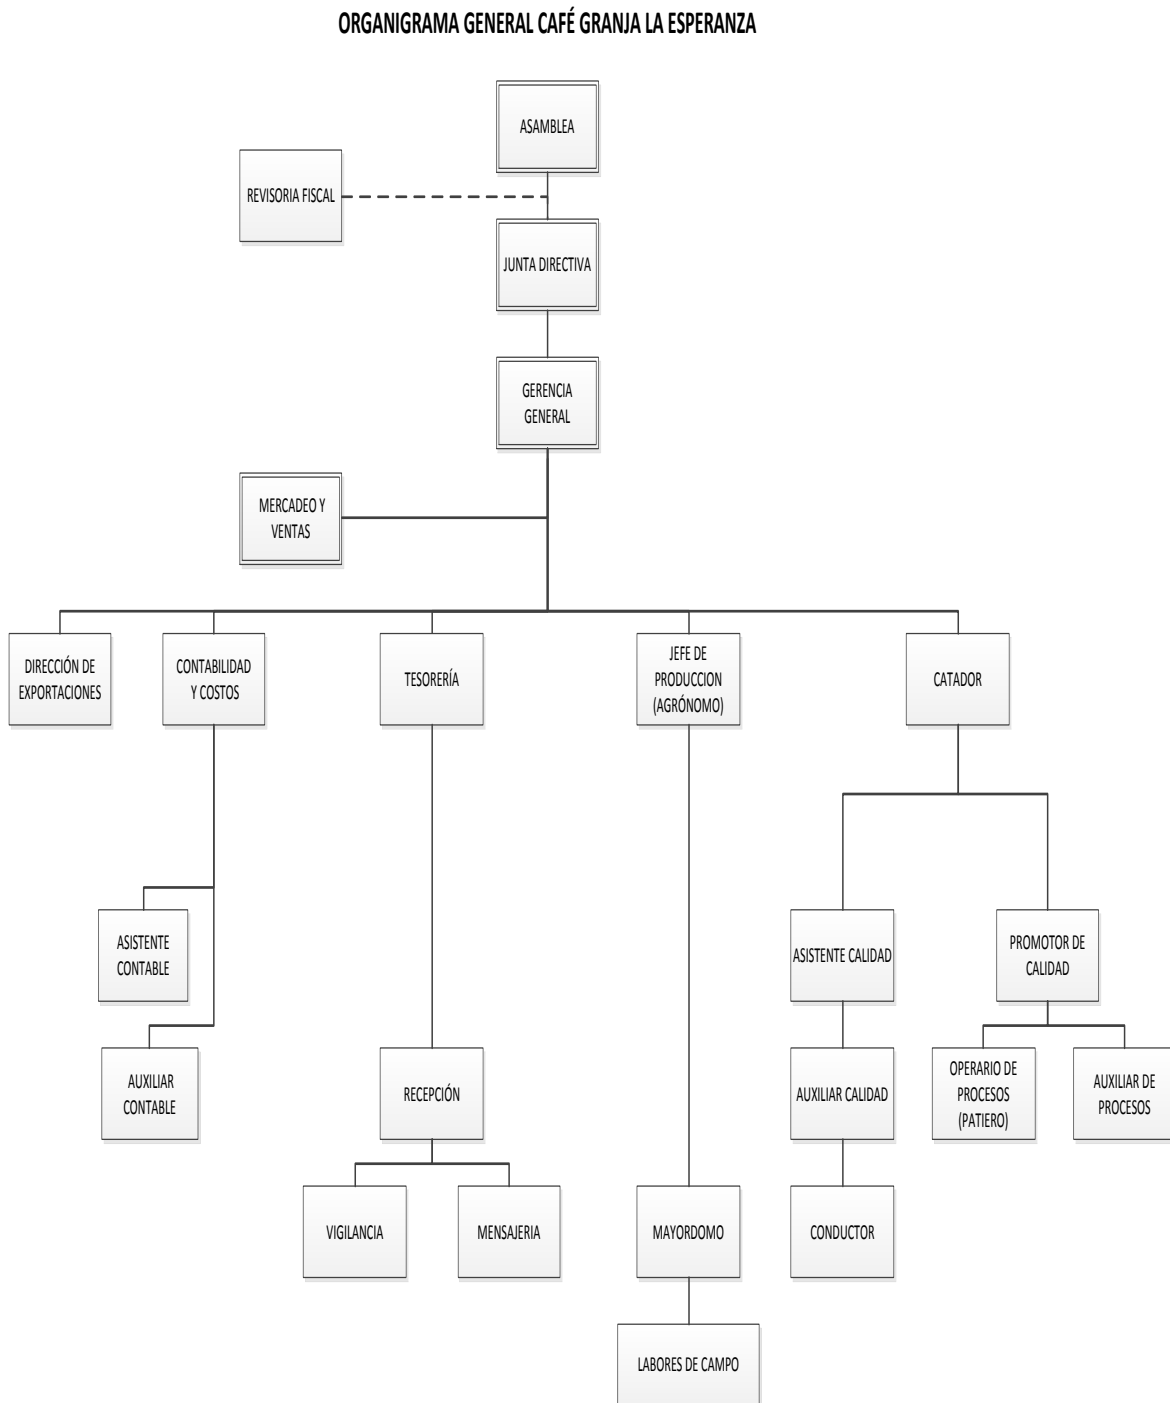 ORGANIGRAMA GENERAL CAFÉ GRANJA LA ESPERANZA
ASAMBLEA
REVISORIA FISCAL
JUNTA DIRECTIVA
GERENCIA
GENERAL
MERCADEO Y
VENTAS
DIRECCIÓN DE
EXPORTACIONES
CONTABILIDAD
Y COSTOS
TESORERÍA
JEFE DE
PRODUCCION
(AGRÓNOMO)
CATADOR
ASISTENTE
CONTABLE
ASISTENTE CALIDAD
PROMOTOR DE
CALIDAD
AUXILIAR
CONTABLE
RECEPCIÓN
AUXILIAR CALIDAD
OPERARIO DE
PROCESOS
(PATIERO)
AUXILIAR DE
PROCESOS
VIGILANCIA
MENSAJERIA
MAYORDOMO
CONDUCTOR
LABORES DE CAMPO